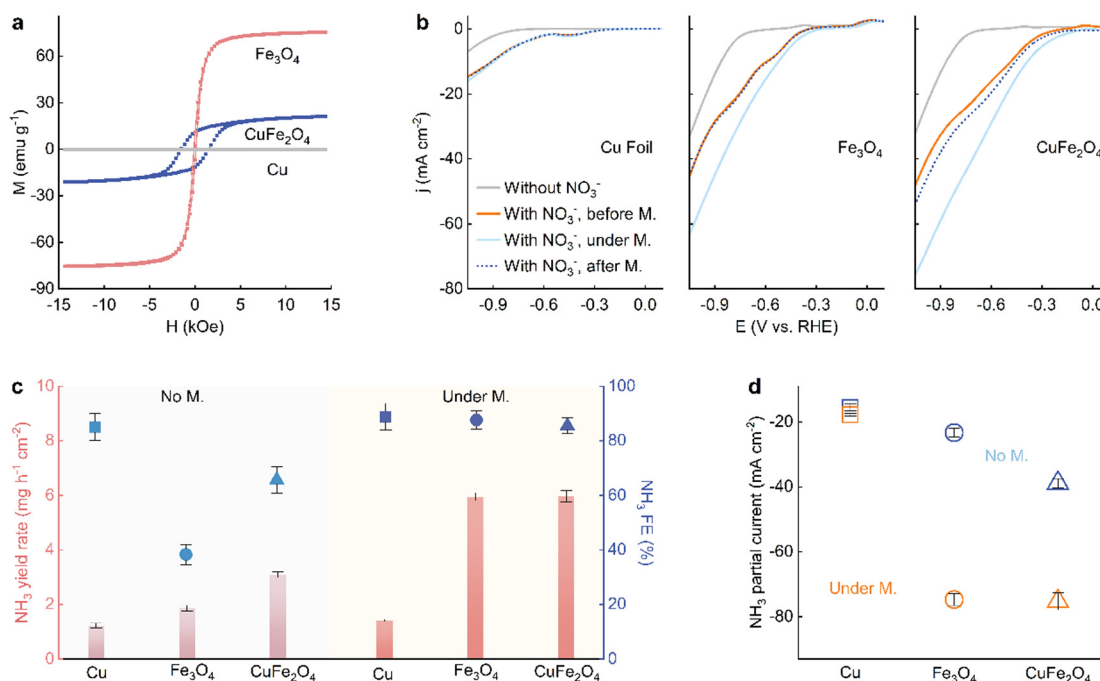 a
M (emu g⁻¹)
60
30
0
-30
-60
-90
Fe₃O₄
CuFe₂O₄
Cu
-15 -10 -5 0 5 10 15
H (kOe)
b
j (mA cm⁻²)
0
-20
-40
-60
-80
Cu Foil
Without NO₃⁻
With NO₃⁻, before M.
With NO₃⁻, under M.
With NO₃⁻, after M.
Fe₃O₄
CuFe₂O₄
-0.9 -0.6 -0.3 0.0
-0.9 -0.6 -0.3 0.0
-0.9 -0.6 -0.3 0.0
E (V vs. RHE)
c
NH₃ yield rate (mg h⁻¹ cm⁻²)
10
8
6
4
2
0
No M.
Under M.
Cu Fe₃O₄ CuFe₂O₄ Cu Fe₃O₄ CuFe₂O₄
100
80
60
40
20
0
NH₃ FE (%)
d
NH₃ partial current (mA cm⁻²)
-20
-40
-60
-80
No M.
Under M.
Cu Fe₃O₄ CuFe₂O₄